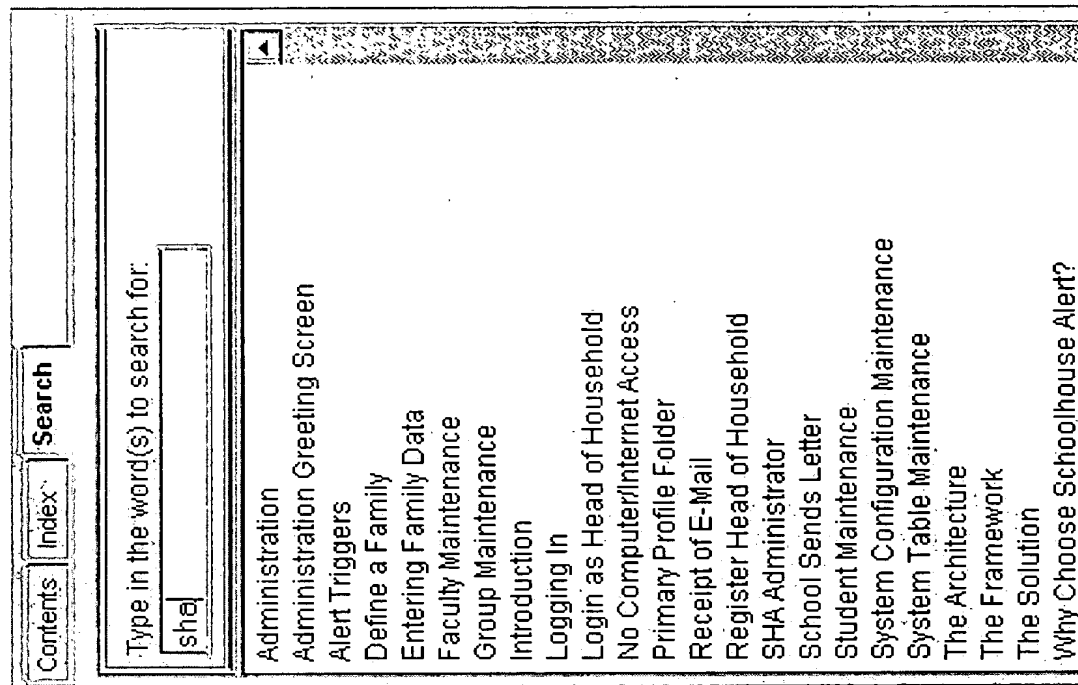 Contents Index Search
Type in the word(s) to search for:
sha
Administration
Administration Greeting Screen
Alert Triggers
Define a Family
Entering Family Data
Faculty Maintenance
Group Maintenance
Introduction
Logging In
Login as Head of Household
No Computer/Internet Access
Primary Profile Folder
Receipt of E-Mail
Register Head of Household
SHA Administrator
School Sends Letter
Student Maintenance
System Configuration Maintenance
System Table Maintenance
The Architecture
The Framework
The Solution
Why Choose Schoolhouse Alert?